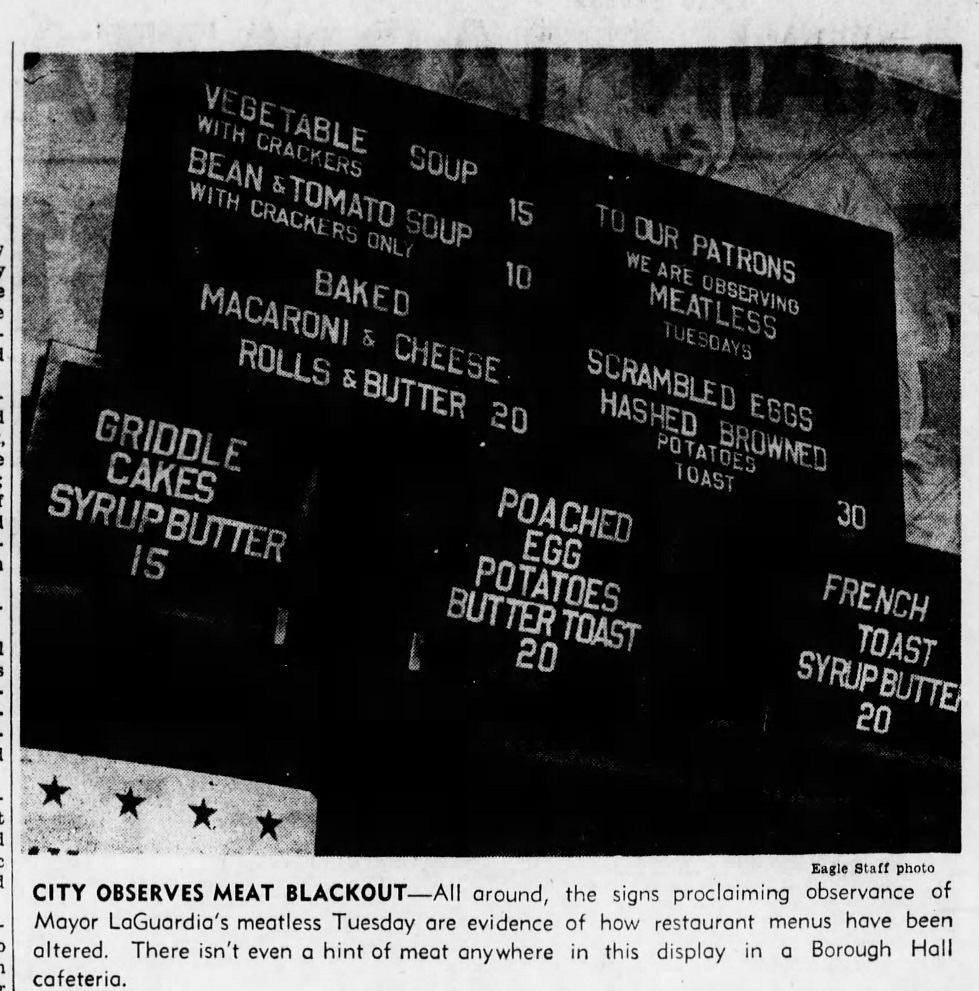 VEGETABLE SOUP
WITH CRACKERS 15
BEAN & TOMATO SOUP
WITH CRACKERS ONLY 10
BAKED
MACARONI & CHEESE
ROLLS & BUTTER 20
TO OUR PATRONS
WE ARE OBSERVING
MEATLESS
TUESDAYS
SCRAMBLED EGGS
HASHED BROWNED
POTATOES
TOAST
30
GRIDDLE
CAKES
SYRUP BUTTER
15
POACHED
EGG
POTATOES
BUTTER TOAST
20
FRENCH
TOAST
SYRUP BUTTE
20
Eagle Staff photo
CITY OBSERVES MEAT BLACKOUT—All around, the signs proclaiming observance of
Mayor LaGuardia's meatless Tuesday are evidence of how restaurant menus have been
altered. There isn't even a hint of meat anywhere in this display in a Borough Hall
cafeteria.